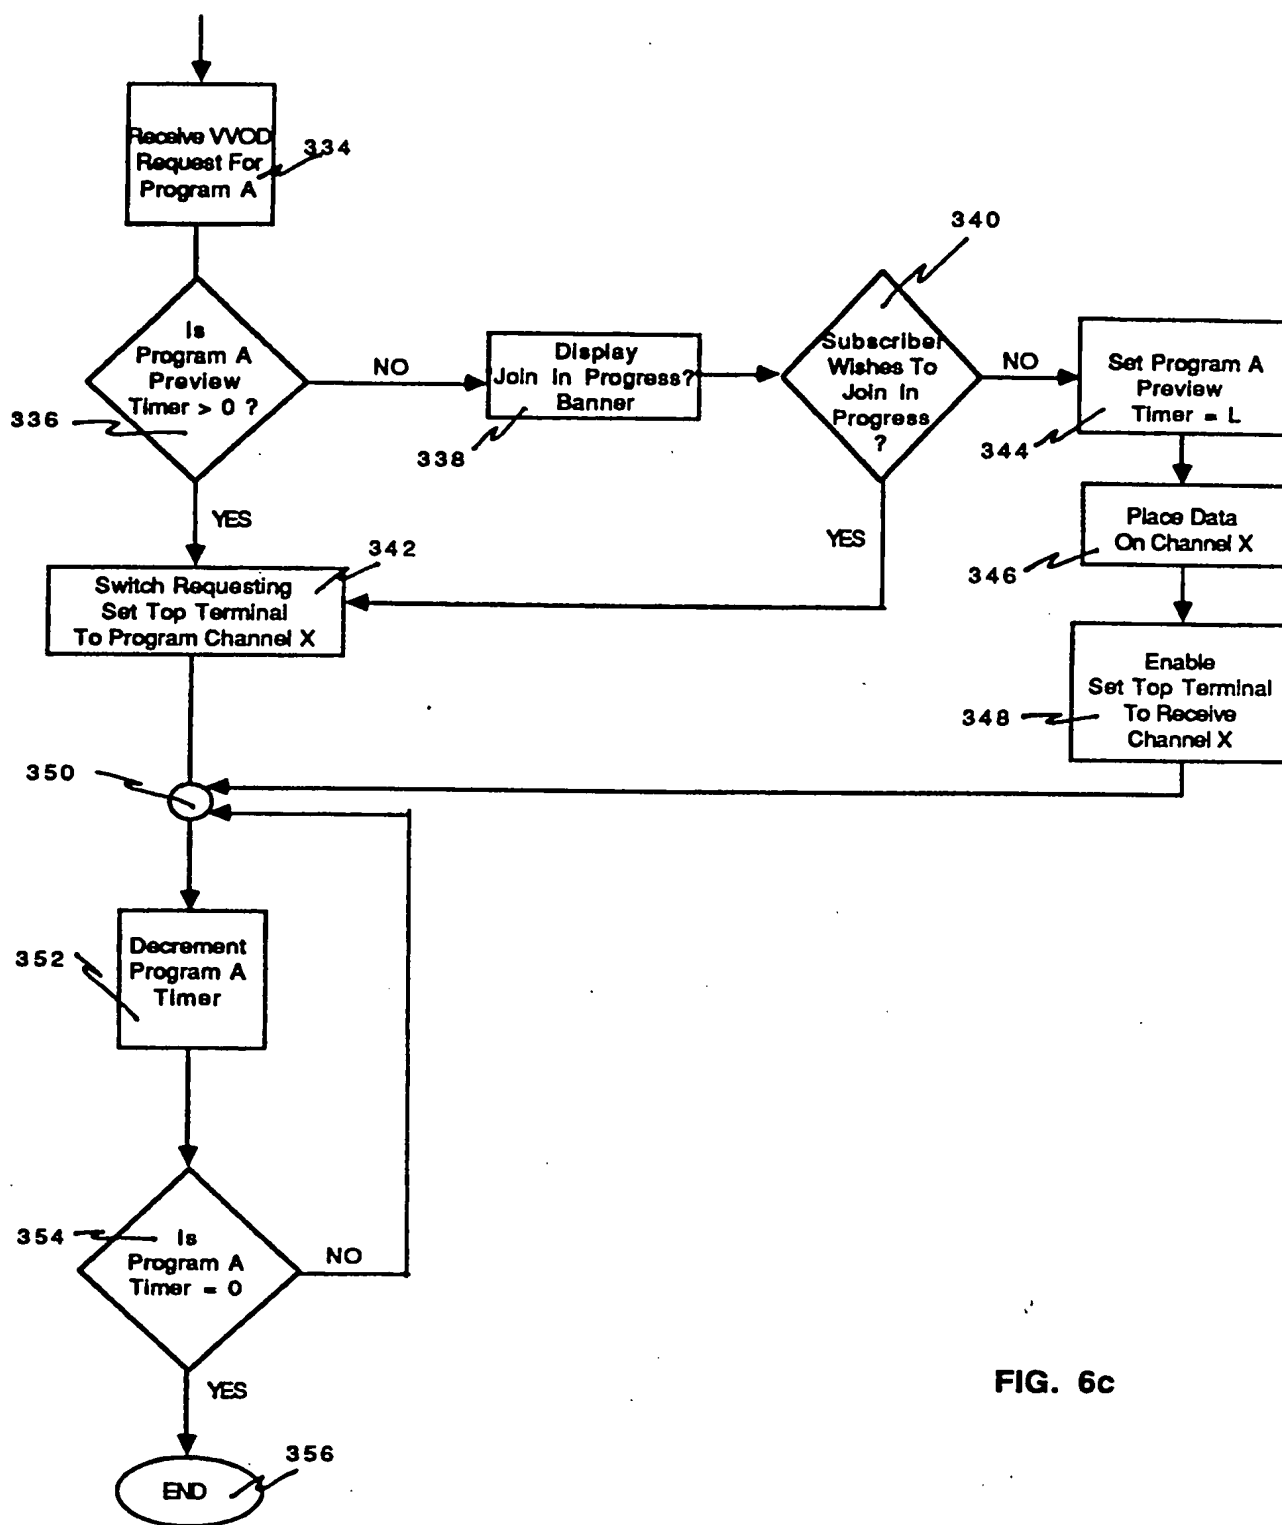 Receive VVOD
Request For
Program A
334
Is
Program A
Preview
Timer > 0 ?
336
NO
YES
Display
Join In Progress?
Banner
338
340
Subscriber
Wishes To
Join In
Progress
?
NO
YES
Set Program A
Preview
Timer = L
344
Place Data
On Channel X
346
Enable
Set Top Terminal
To Receive
Channel X
348
342
Switch Requesting
Set Top Terminal
To Program Channel X
350
Decrement
Program A
Timer
352
354
Is
Program A
Timer = 0
NO
YES
END
356
FIG. 6c